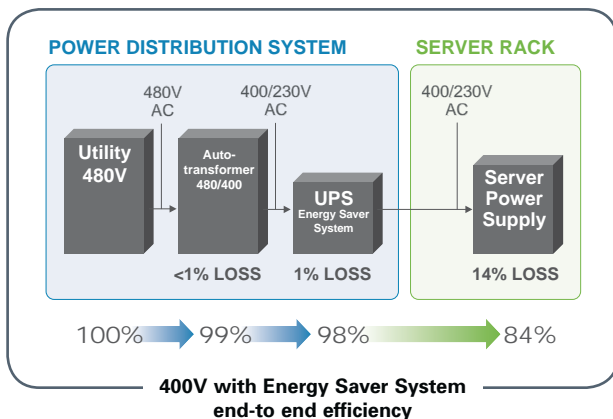 POWER DISTRIBUTION SYSTEM
SERVER RACK
480V
AC
400/230V
AC
400/230V
AC
Utility
480V
Auto-
transformer
480/400
UPS
Energy Saver
System
Server
Power
Supply
<1% LOSS
1% LOSS
14% LOSS
100%
99%
98%
84%
400V with Energy Saver System
end-to end efficiency